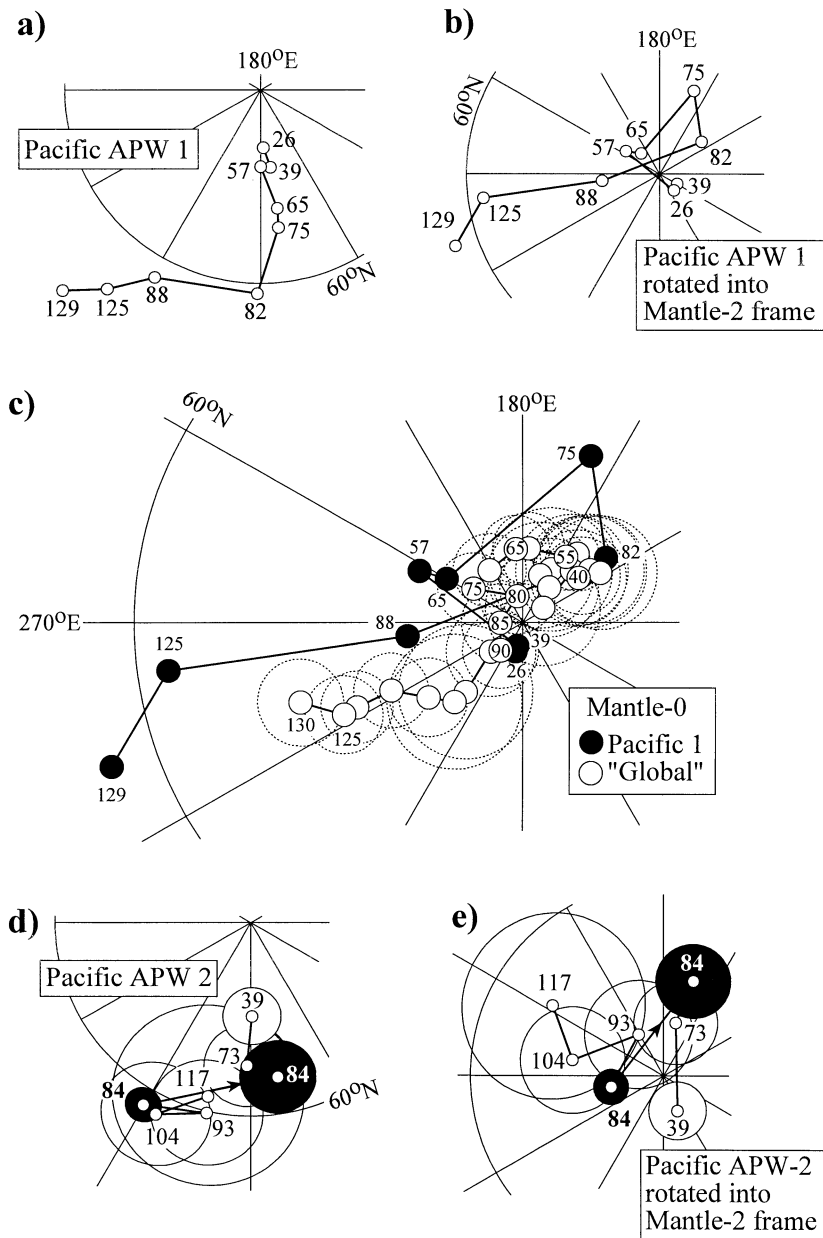 a)
180°E
26
57
39
65
75
60°N
129
125
88
82
Pacific APW 1
b)
180°E
60°N
75
65
57
82
88
39
26
125
129
Pacific APW 1
rotated into
Mantle-2 frame
c)
60°N
180°E
75
57
65
65
55
82
40
75
80
270°E
88
85
39
90
26
125
130
125
129
Mantle-0
Pacific 1
"Global"
d)
Pacific APW 2
39
73
84
117
84
60°N
104
93
e)
84
117
93
73
104
84
39
Pacific APW-2
rotated into
Mantle-2 frame